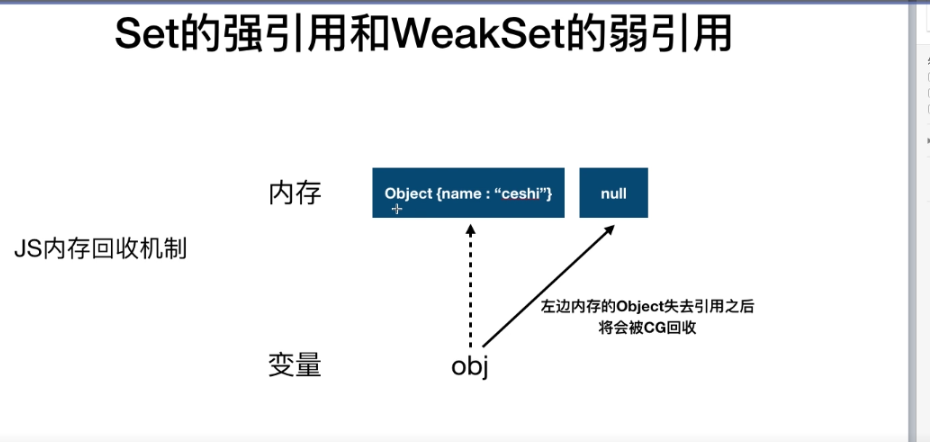 Set的强引用和WeakSet的弱引用
内存
Object {name : “ceshi”}
null
JS内存回收机制
左边内存的Object失去引用之后
将会被CG回收
变量
obj